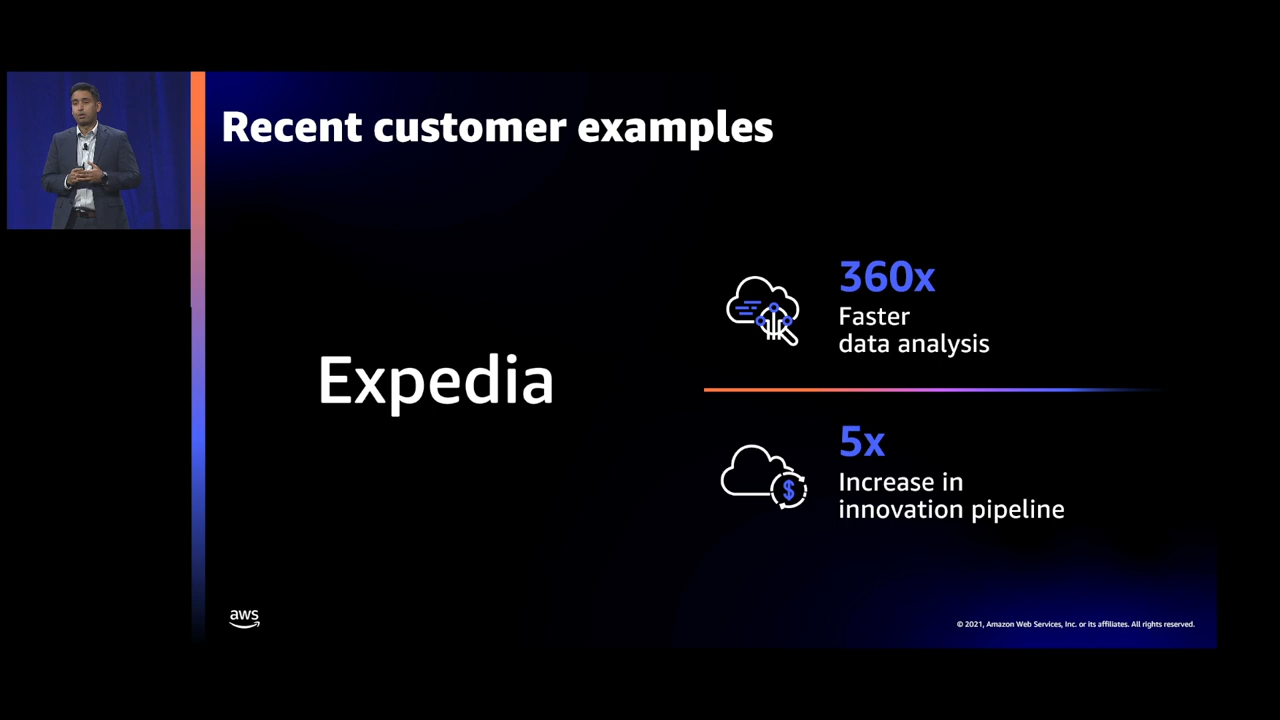 Recent customer examples
Expedia
360x
Faster
data analysis
5x
$
Increase in
innovation pipeline
aws
© 2021, Amazon Web Services, Inc. or its affiliates. All rights reserved.